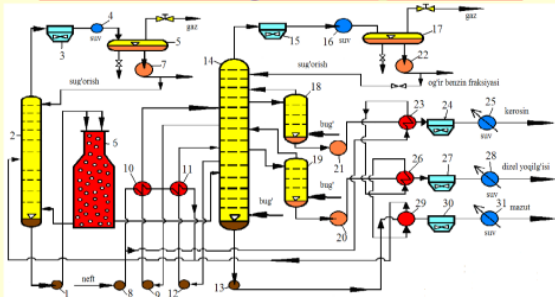 4
gaz
3
suv
5
7
sug'orish
2
6
1
neft
8
9
12
10
11
14
15
16
suv
gaz
17
22
sug'orish
og'ir benzin fraksiyasi
18
bug'
21
19
bug'
20
bug'
13
23
24
25
kerosin
suv
26
27
28
dizel yoqilg'isi
suv
29
30
31
mazut
suv